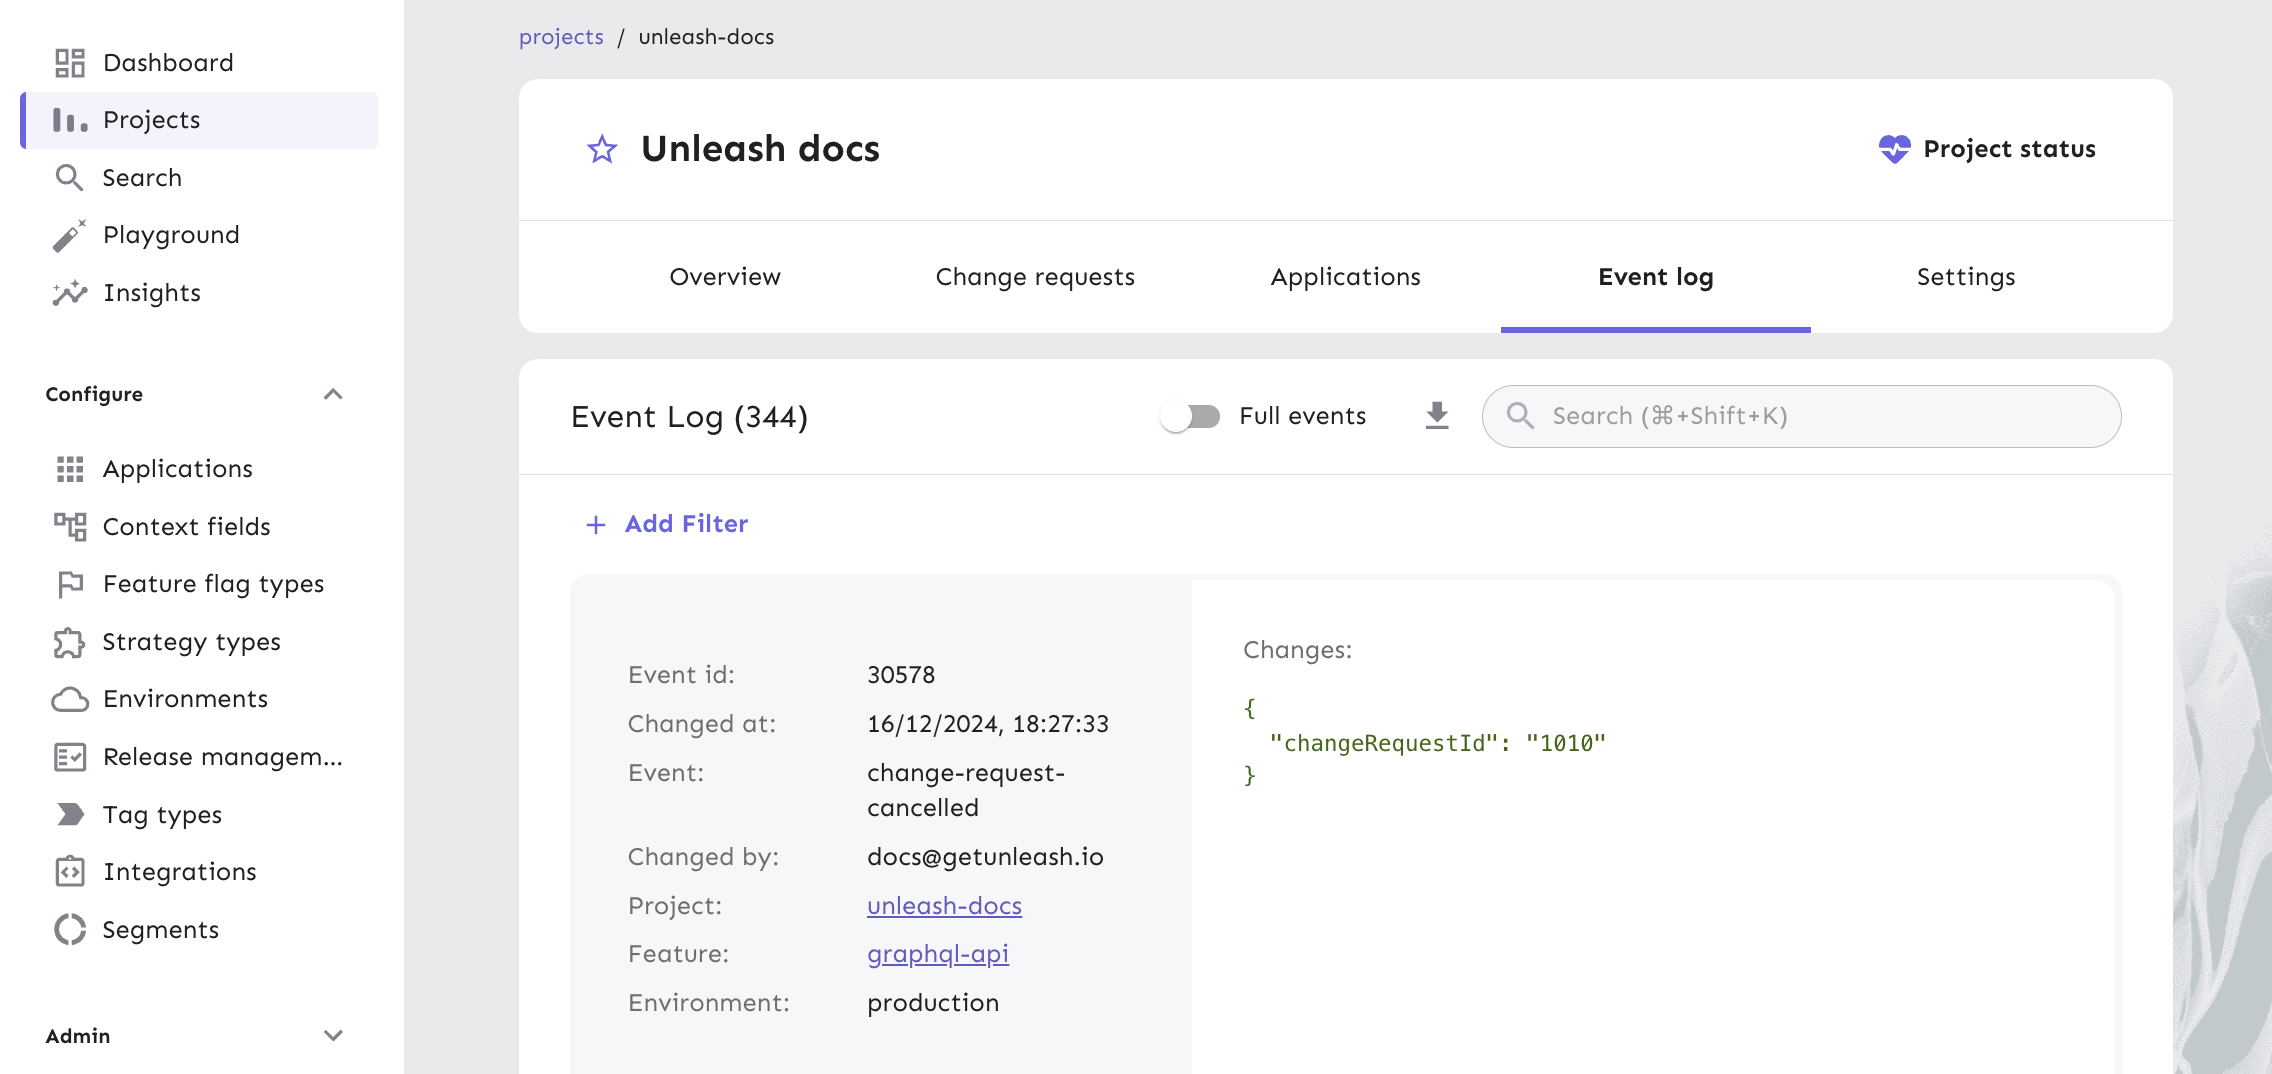 Dashboard
Projects
Search
Playground
Insights
Configure
Applications
Context fields
Feature flag types
Strategy types
Environments
Release managem...
Tag types
Integrations
Segments
Admin
projects / unleash-docs
Unleash docs
Project status
Overview Change requests Applications Event log Settings
Event Log (344)
Full events
Search (⌘+Shift+K)
+ Add Filter
Event id: 30578
Changed at: 16/12/2024, 18:27:33
Event: change-request-
cancelled
Changed by: docs@getunleash.io
Project: unleash-docs
Feature: graphql-api
Environment: production
Changes:
{
"changeRequestId": "1010"
}